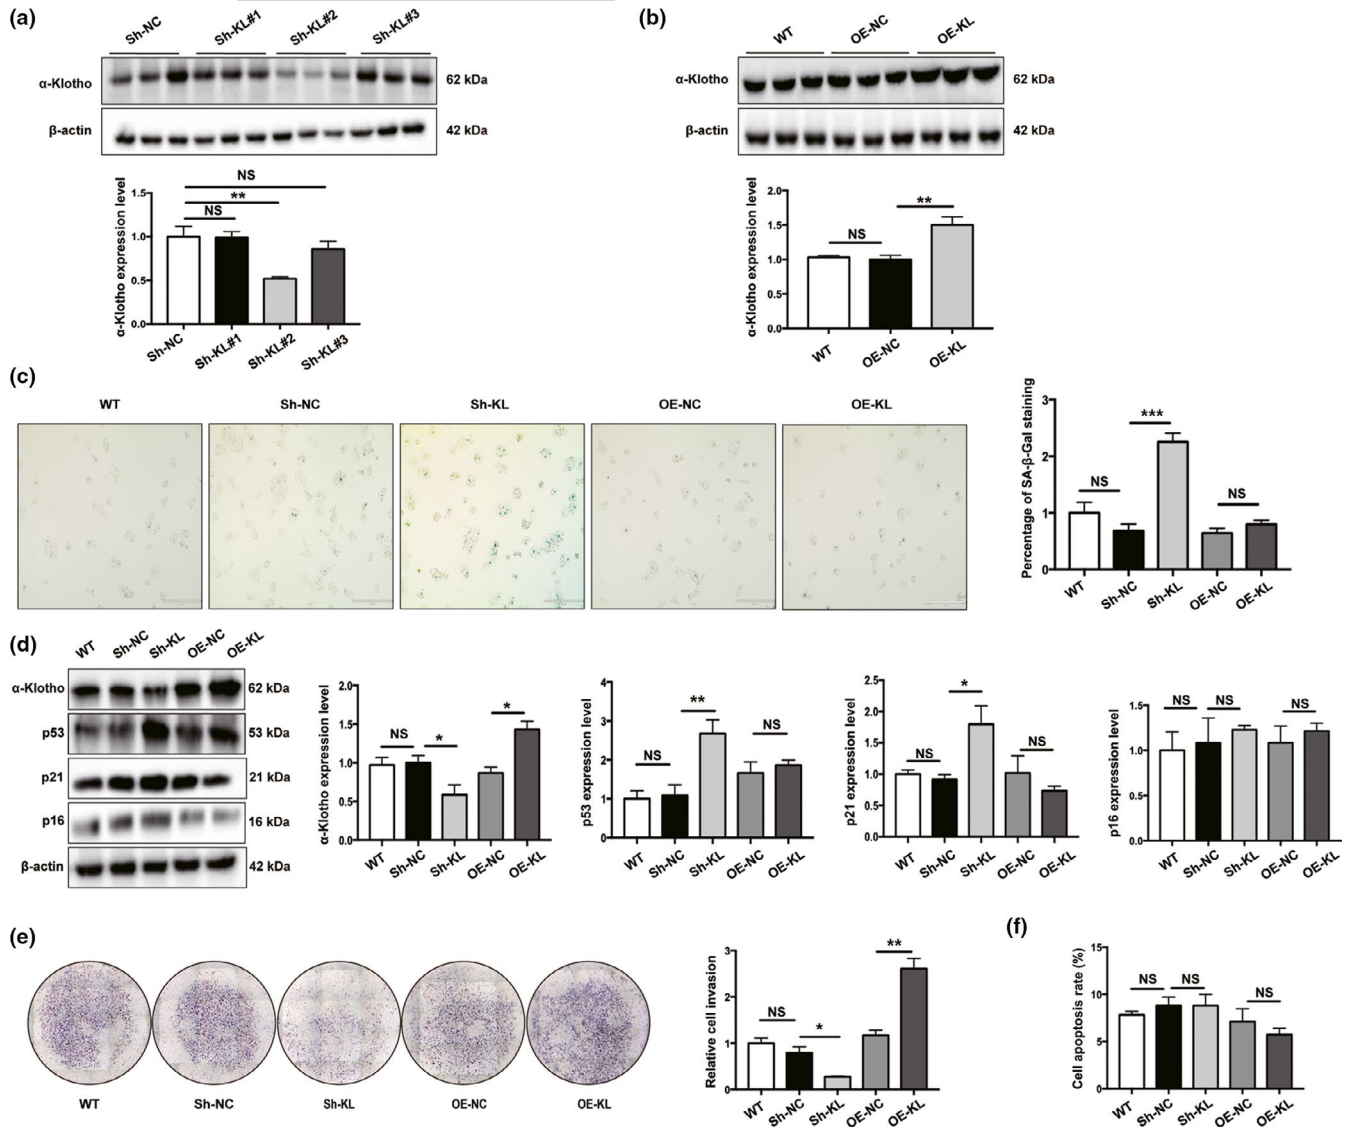 (a)
Sh-NC Sh-KL#1 Sh-KL#2 Sh-KL#3
α-Klotho 62 kDa
β-actin 42 kDa
α-Klotho expression level
1.5
1.0
0.5
0.0
NS
**
NS
Sh-NC Sh-KL#1 Sh-KL#2 Sh-KL#3
(b)
WT OE-NC OE-KL
α-Klotho 62 kDa
β-actin 42 kDa
α-Klotho expression level
2.0
1.5
1.0
0.5
0.0
NS **
WT OE-NC OE-KL
(c)
WT Sh-NC Sh-KL OE-NC OE-KL
Percentage of SA-β-Gal staining
3
2
1
0
NS *** NS
WT Sh-NC Sh-KL OE-NC OE-KL
(d)
WT Sh-NC Sh-KL OE-NC OE-KL
α-Klotho 62 kDa
p53 53 kDa
p21 21 kDa
p16 16 kDa
β-actin 42 kDa
α-Klotho expression level
2.0
1.5
1.0
0.5
0.0
NS * *
WT Sh-NC Sh-KL OE-NC OE-KL
p53 expression level
4
3
2
1
0
NS ** NS
WT Sh-NC Sh-KL OE-NC OE-KL
p21 expression level
2.5
2.0
1.5
1.0
0.5
0.0
NS * NS
WT Sh-NC Sh-KL OE-NC OE-KL
p16 expression level
1.5
1.0
0.5
0.0
NS NS NS
WT Sh-NC Sh-KL OE-NC OE-KL
(e)
WT Sh-NC Sh-KL OE-NC OE-KL
Relative cell invasion
3
2
1
0
NS * **
WT Sh-NC Sh-KL OE-NC OE-KL
(f)
Cell apoptosis rate (%)
15
10
5
0
NS NS NS
WT Sh-NC Sh-KL OE-NC OE-KL